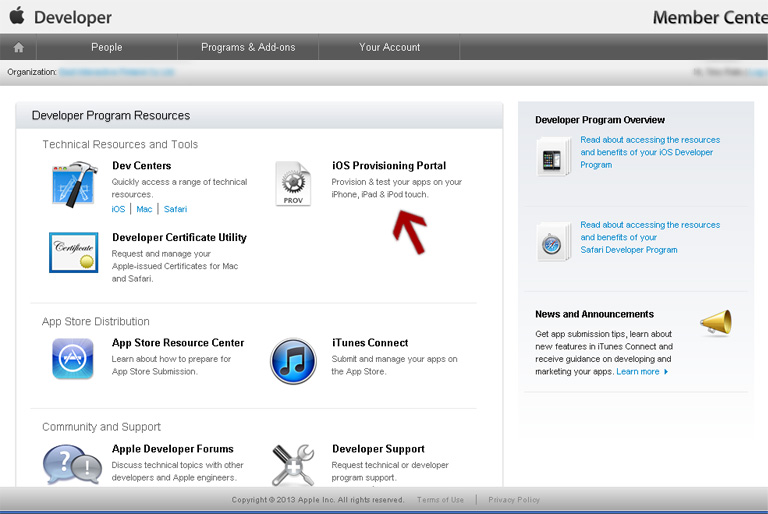 Developer
Member Cente
People
Programs & Add-ons
Your Account
Organization:
Developer Program Resources
Technical Resources and Tools
Dev Centers
Quickly access a range of technical
resources.
iOS | Mac | Safari
iOS Provisioning Portal
Provision & test your apps on your
iPhone, iPad & iPod touch.
PROV
Developer Certificate Utility
Request and manage your
Apple-issued Certificates for Mac
and Safari.
Certificate
App Store Distribution
App Store Resource Center
Learn about how to prepare for
App Store Submission.
iTunes Connect
Submit and manage your apps on
the App Store.
Community and Support
Apple Developer Forums
Discuss technical topics with other
developers and Apple engineers.
Developer Support
Request technical or developer
program support.
Developer Program Overview
Read about accessing the resources
and benefits of your iOS Developer
Program
Read about accessing the resources
and benefits of your
Safari Developer Program
News and Announcements
Get app submission tips, learn about
new features in iTunes Connect and
receive guidance on developing and
marketing your apps. Learn more
Copyright © 2013 Apple Inc. All rights reserved. Terms of Use | Privacy Policy